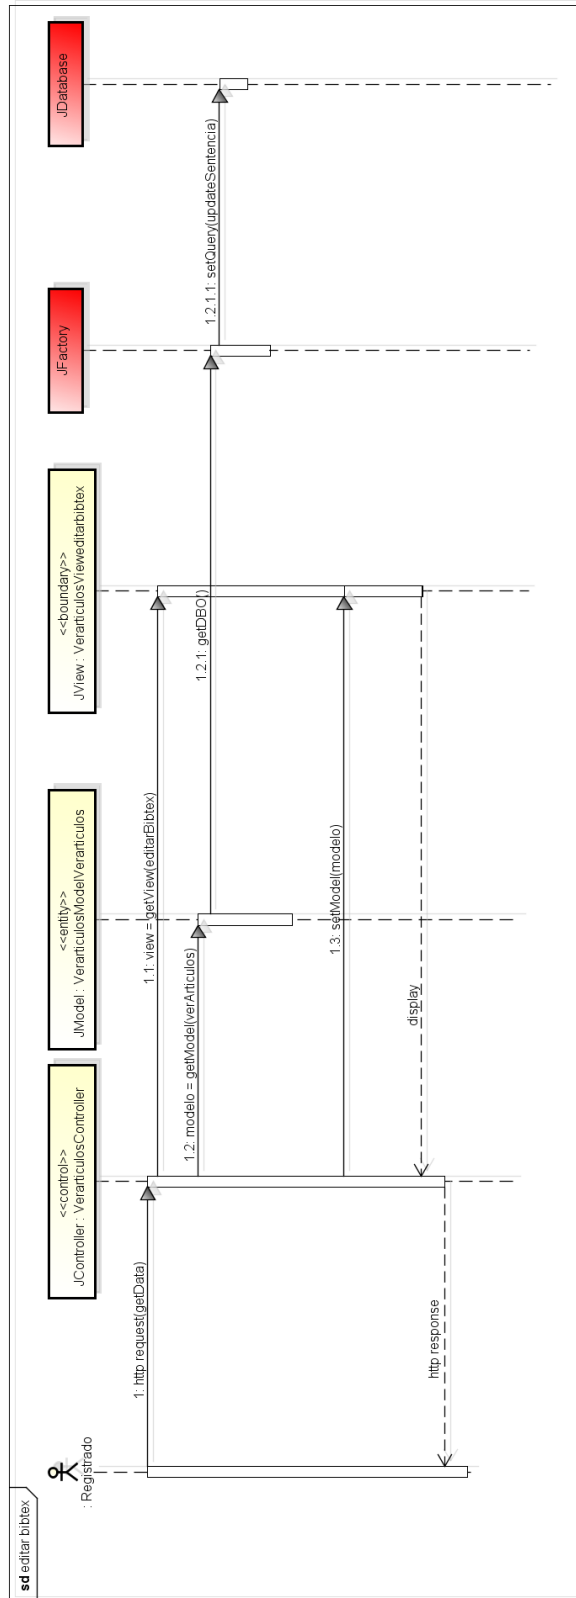 sd editar bibtex
: Registrado
<<control>>
JController : VerarticulosController
<<entity>>
JModel : VerarticulosModelVerarticulos
<<boundary>>
JView : VerarticulosVieweditarbibtex
JFactory
JDatabase
1: http request(getData)
1.1: view = getView(editarBibtex)
1.2: modelo = getModel(verArticulos)
1.2.1: getDBO()
1.2.1.1: setQuery(updateSentencia)
1.3: setModel(modelo)
display
http response